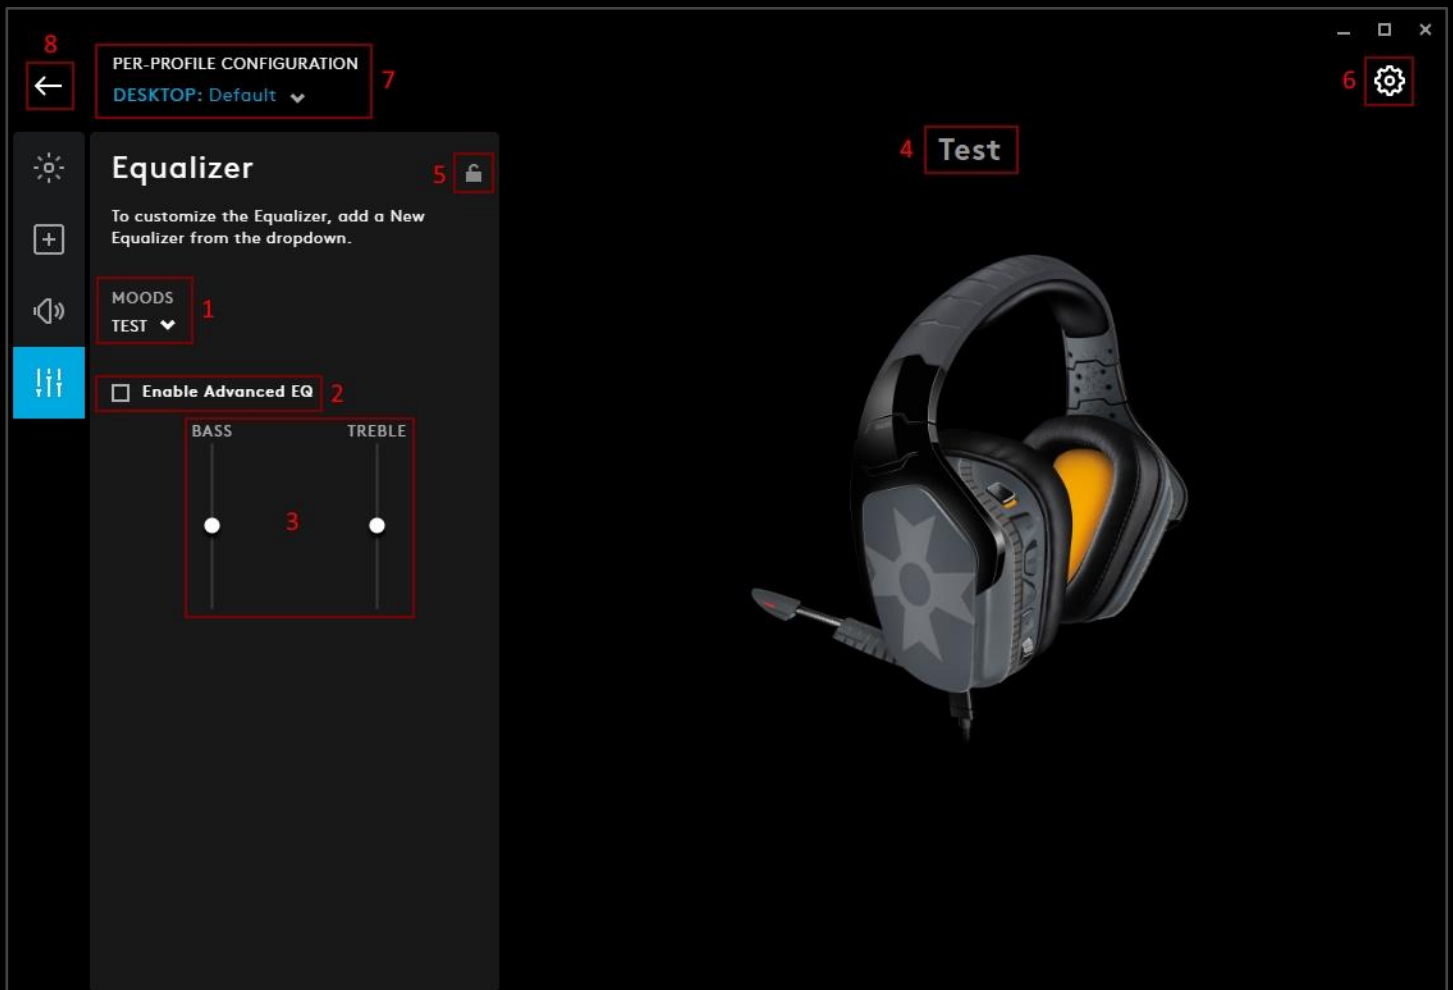 8
PER-PROFILE CONFIGURATION
7
DESKTOP: Default
6
4
Test
Equalizer
5
To customize the Equalizer, add a New
Equalizer from the dropdown.
MOODS
1
TEST
Enable Advanced EQ
2
BASS TREBLE
3